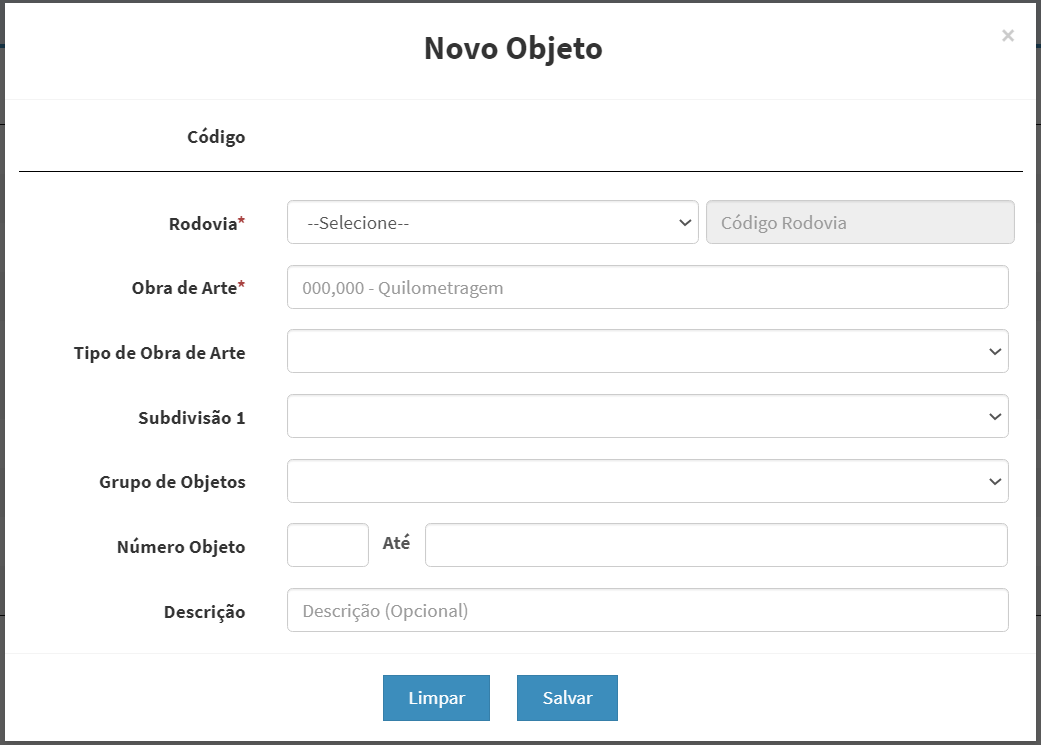 Novo Objeto ×
Código
Rodovia* --Selecione-- Código Rodovia
Obra de Arte* 000,000 - Quilometragem
Tipo de Obra de Arte
Subdivisão 1
Grupo de Objetos
Número Objeto Até
Descrição Descrição (Opcional)
Limpar Salvar